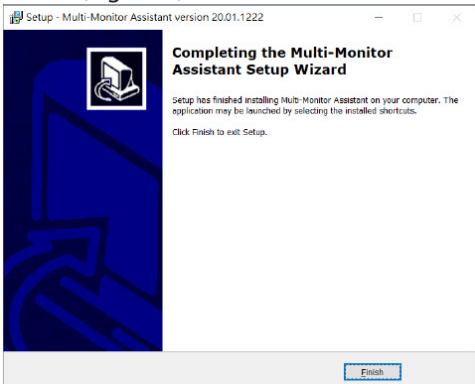 Setup - Multi-Monitor Assistant version 20.01.1222
Completing the Multi-Monitor
Assistant Setup Wizard
Setup has finished installing Multi-Monitor Assistant on your computer. The
application may be launched by selecting the installed shortcuts.
Click Finish to exit Setup.
Finish